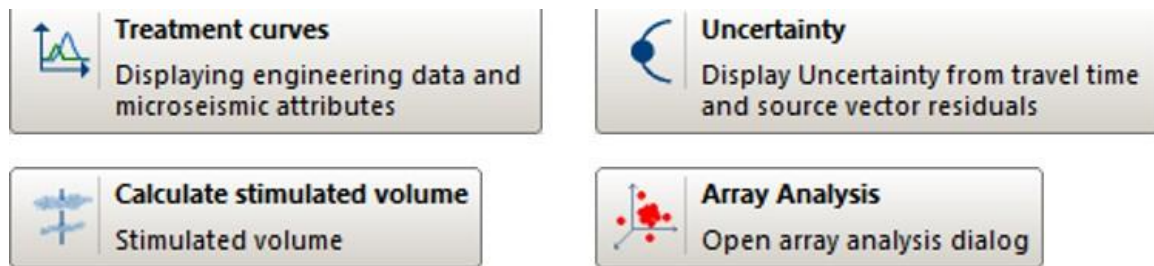 Treatment curves
Displaying engineering data and
microseismic attributes
Uncertainty
Display Uncertainty from travel time
and source vector residuals
Calculate stimulated volume
Stimulated volume
Array Analysis
Open array analysis dialog